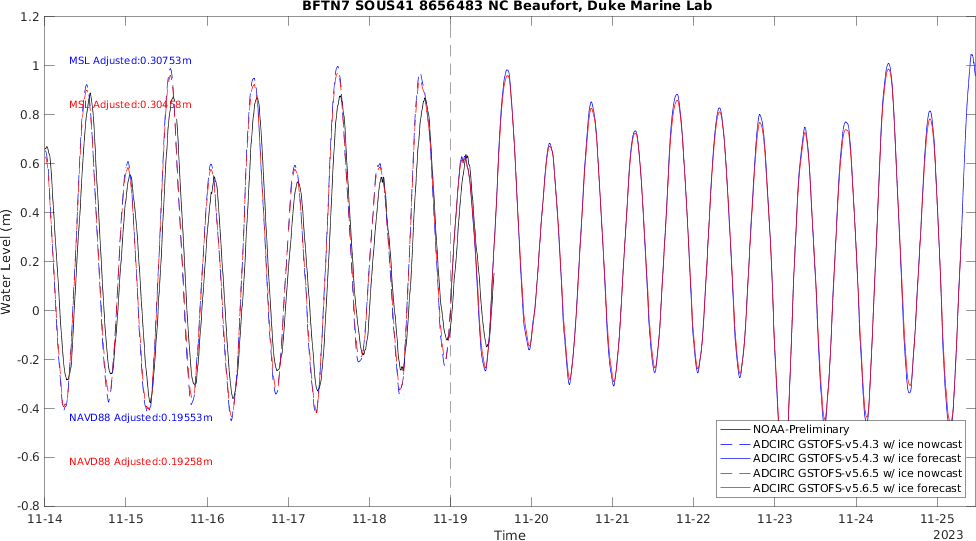 BFTN7 SOUS41 8656483 NC Beaufort, Duke Marine Lab
1.2
1
0.8
0.6
0.4
0.2
0
-0.2
-0.4
-0.6
-0.8
Water Level (m)
MSL Adjusted:0.30753m
MSL Adjusted:0.30458m
NAVD88 Adjusted:0.19553m
NAVD88 Adjusted:0.19258m
NOAA-Preliminary
ADCIRC GSTOFS-v5.4.3 w/ ice nowcast
ADCIRC GSTOFS-v5.4.3 w/ ice forecast
ADCIRC GSTOFS-v5.6.5 w/ ice nowcast
ADCIRC GSTOFS-v5.6.5 w/ ice forecast
11-14 11-15 11-16 11-17 11-18 11-19 11-20 11-21 11-22 11-23 11-24 11-25
2023
Time